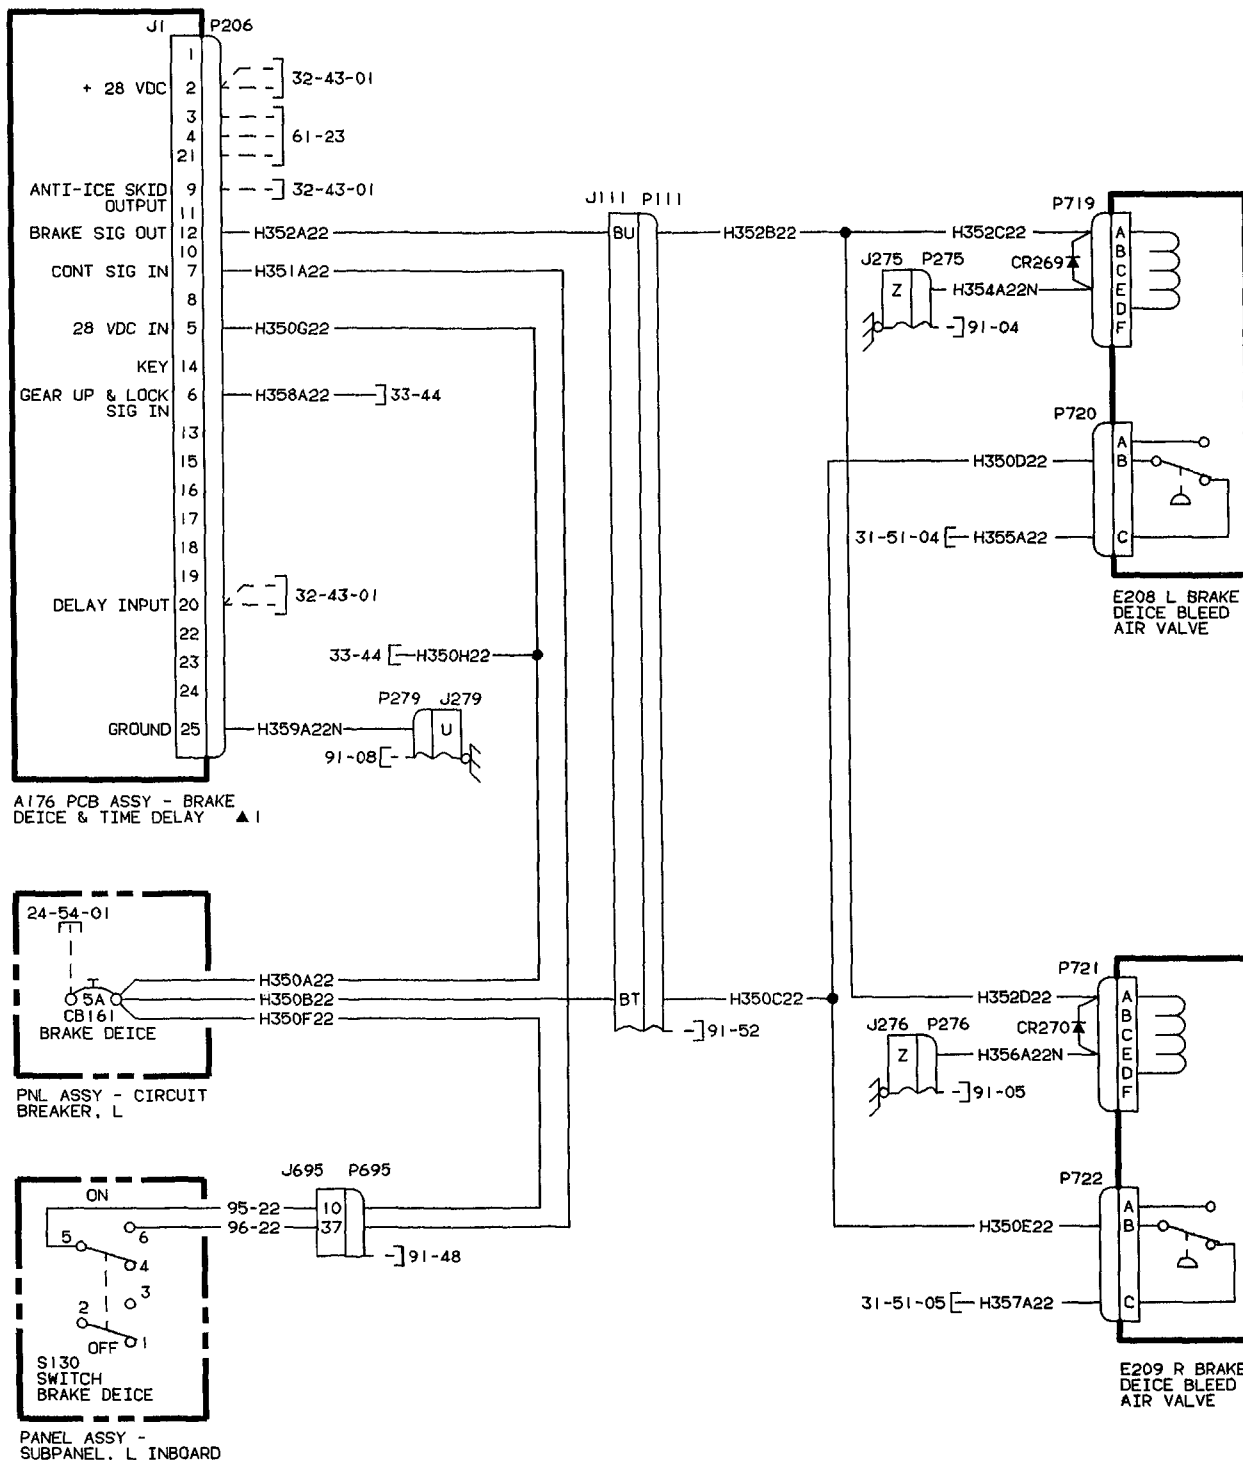 J1 P206
1
+ 28 VDC 2 32-43-01
3
4 61-23
21
ANTI-ICE SKID 9 32-43-01
OUTPUT
11
BRAKE SIG OUT 12 H352A22
10
CONT SIG IN 7 H351A22
8
28 VDC IN 5 H350G22
KEY 14
GEAR UP & LOCK 6 H358A22 33-44
SIG IN
13
15
16
17
18
19
DELAY INPUT 20 32-43-01
22
23
24
GROUND 25 H359A22N
33-44 H350H22
P279 J279
U
91-08
A176 PCB ASSY - BRAKE
DEICE & TIME DELAY ▲1
J111 P111
BU H352B22 H352C22
BT H350C22
91-52
P719
A
B
C
E
D
F
CR269
J275 P275
Z H354A22N
91-04
P720
A
H350D22 B
31-51-04 H355A22 C
E208 L BRAKE
DEICE BLEED
AIR VALVE
24-54-01
5A
CB161
BRAKE DEICE
H350A22
H350B22
H350F22
PNL ASSY - CIRCUIT
BREAKER, L
P721
H352D22 A
B
C
E
D
F
CR270
J276 P276
Z H356A22N
91-05
P722
A
H350E22 B
31-51-05 H357A22 C
E209 R BRAKE
DEICE BLEED
AIR VALVE
J695 P695
95-22 10
96-22 37
91-48
ON
5
6
4
3
2
OFF 1
S130
SWITCH
BRAKE DEICE
PANEL ASSY -
SUBPANEL, L INBOARD